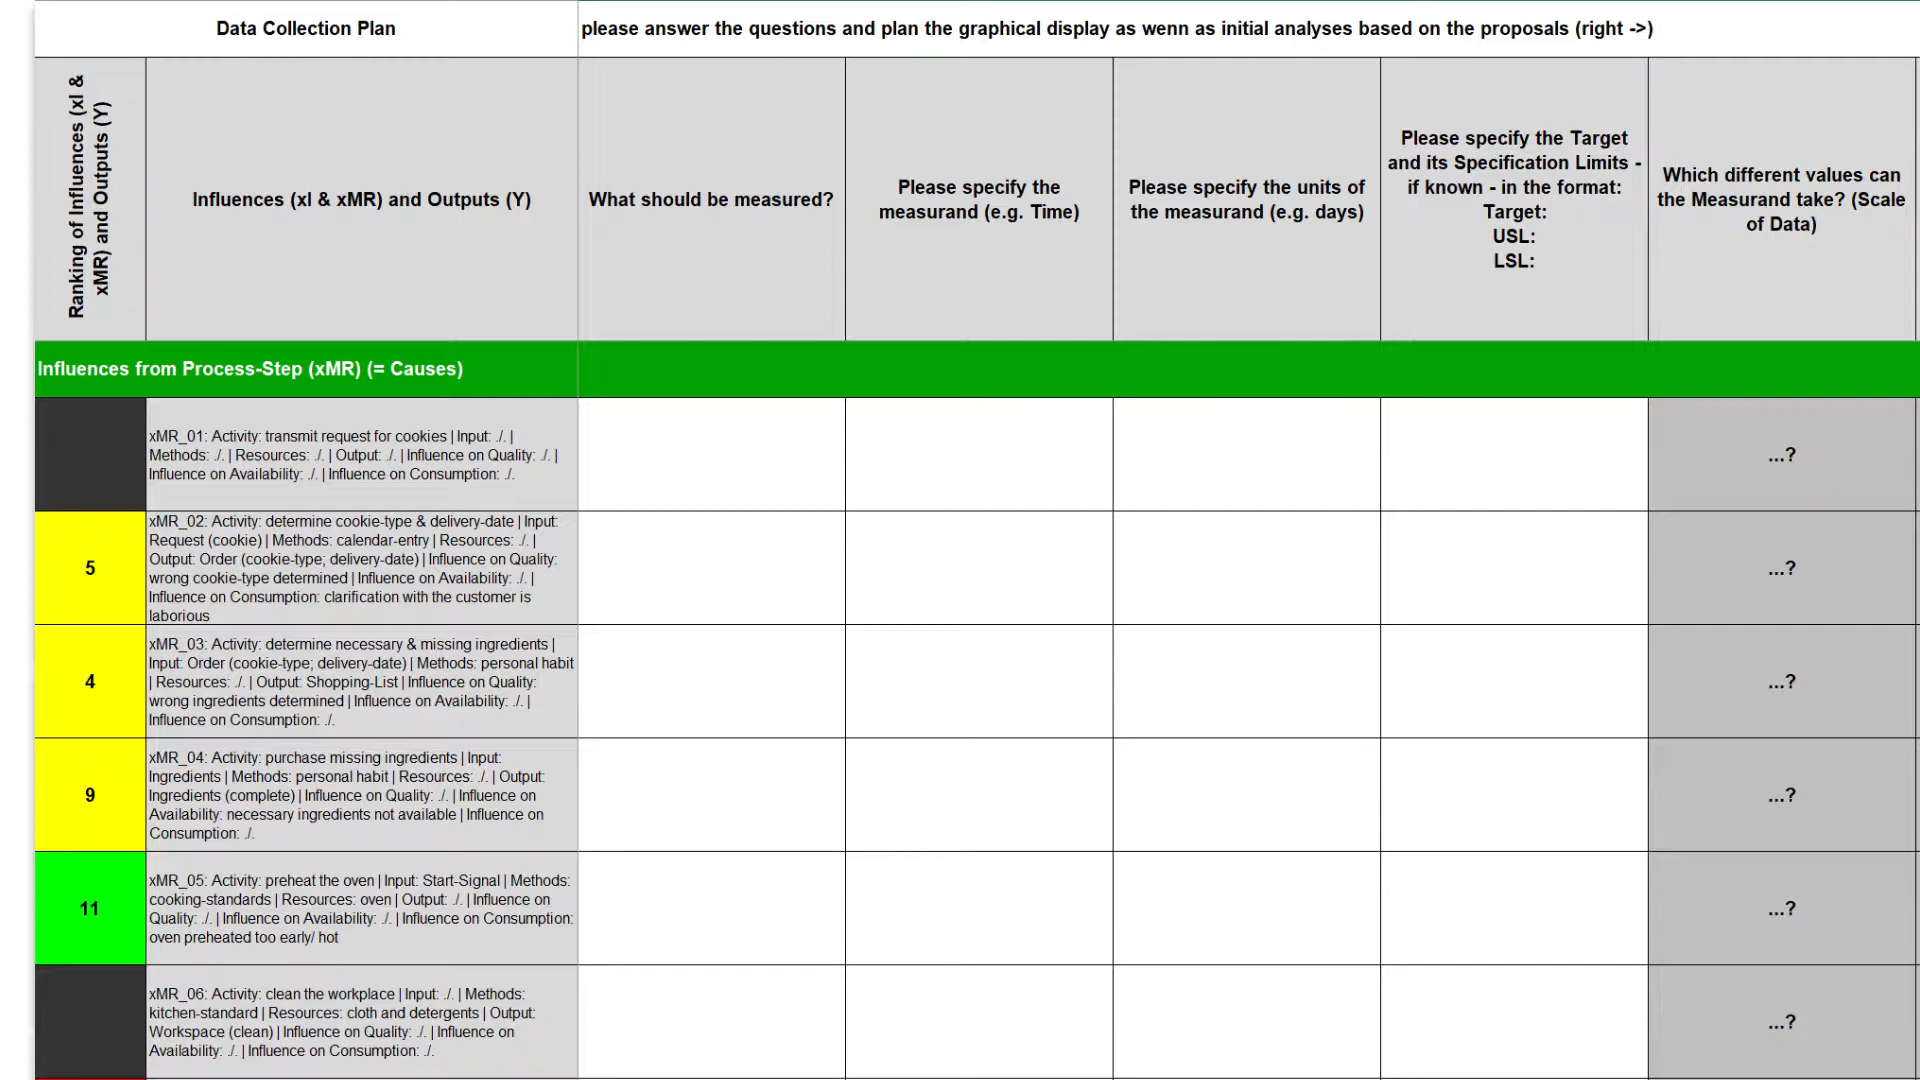 Data Collection Plan
please answer the questions and plan the graphical display as wenn as initial analyses based on the proposals (right ->)
Ranking of Influences (xI &
xMR) and Outputs (Y)
Influences (xI & xMR) and Outputs (Y)
What should be measured?
Please specify the
measurand (e.g. Time)
Please specify the units of
the measurand (e.g. days)
Please specify the Target
and its Specification Limits -
if known - in the format:
Target:
USL:
LSL:
Which different values can
the Measurand take? (Scale
of Data)
Influences from Process-Step (xMR) (= Causes)
xMR_01: Activity: transmit request for cookies | Input: ./. |
Methods: ./. | Resources: ./. | Output: ./. | Influence on Quality: ./. |
Influence on Availability: ./. | Influence on Consumption: ./.
...?
5
xMR_02: Activity: determine cookie-type & delivery-date | Input:
Request (cookie) | Methods: calendar-entry | Resources: ./. |
Output: Order (cookie-type; delivery-date) | Influence on Quality:
wrong cookie-type determined | Influence on Availability: ./. |
Influence on Consumption: clarification with the customer is
laborious
...?
4
xMR_03: Activity: determine necessary & missing ingredients |
Input: Order (cookie-type; delivery-date) | Methods: personal habit
| Resources: ./. | Output: Shopping-List | Influence on Quality:
wrong ingredients determined | Influence on Availability: ./. |
Influence on Consumption: ./.
...?
9
xMR_04: Activity: purchase missing ingredients | Input:
Ingredients | Methods: personal habit | Resources: ./. | Output:
Ingredients (complete) | Influence on Quality: ./. | Influence on
Availability: necessary ingredients not available | Influence on
Consumption: ./.
...?
11
xMR_05: Activity: preheat the oven | Input: Start-Signal | Methods:
cooking-standards | Resources: oven | Output: ./. | Influence on
Quality: ./. | Influence on Availability: ./. | Influence on Consumption:
oven preheated too early/ hot
...?
xMR_06: Activity: clean the workplace | Input: ./. | Methods:
kitchen-standard | Resources: cloth and detergents | Output:
Workspace (clean) | Influence on Quality: ./. | Influence on
Availability: ./. | Influence on Consumption: ./.
...?